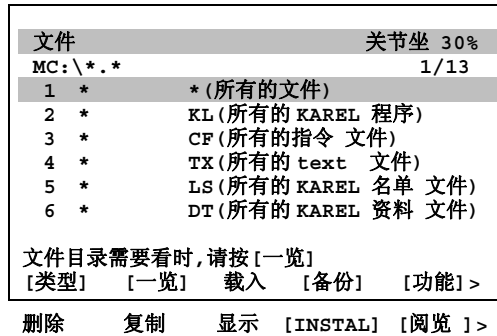 文件 关节坐 30%
MC:\*.* 1/13
1 * *(所有的文件)
2 * KL(所有的 KAREL 程序)
3 * CF(所有的指令 文件)
4 * TX(所有的 text 文件)
5 * LS(所有的 KAREL 名单 文件)
6 * DT(所有的 KAREL 资料 文件)
文件目录需要看时,请按[一览]
[类型] [一览] 载入 [备份] [功能]>
删除 复制 显示 [INSTAL] [阅览 ]>